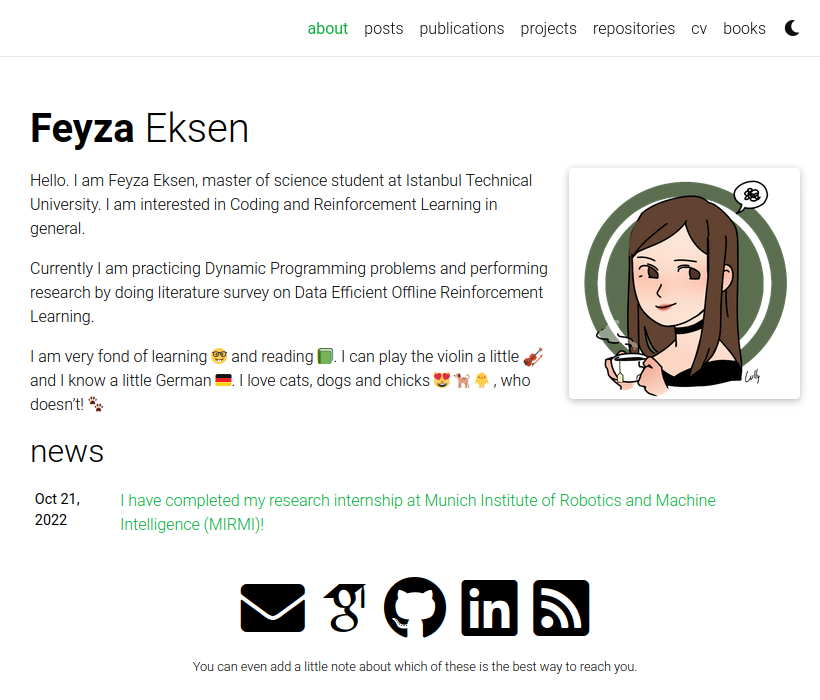 about posts publications projects repositories cv books
Feyza Eksen
Hello. I am Feyza Eksen, master of science student at Istanbul Technical
University. I am interested in Coding and Reinforcement Learning in
general.
Currently I am practicing Dynamic Programming problems and performing
research by doing literature survey on Data Efficient Offline Reinforcement
Learning.
I am very fond of learning 🤓 and reading 📗. I can play the violin a little 🎻
and I know a little German 🇩🇪. I love cats, dogs and chicks 😻 🐕 🐥 , who
doesn't! 🐾
news
Oct 21,
2022
I have completed my research internship at Munich Institute of Robotics and Machine
Intelligence (MIRMI)!
in
You can even add a little note about which of these is the best way to reach you.